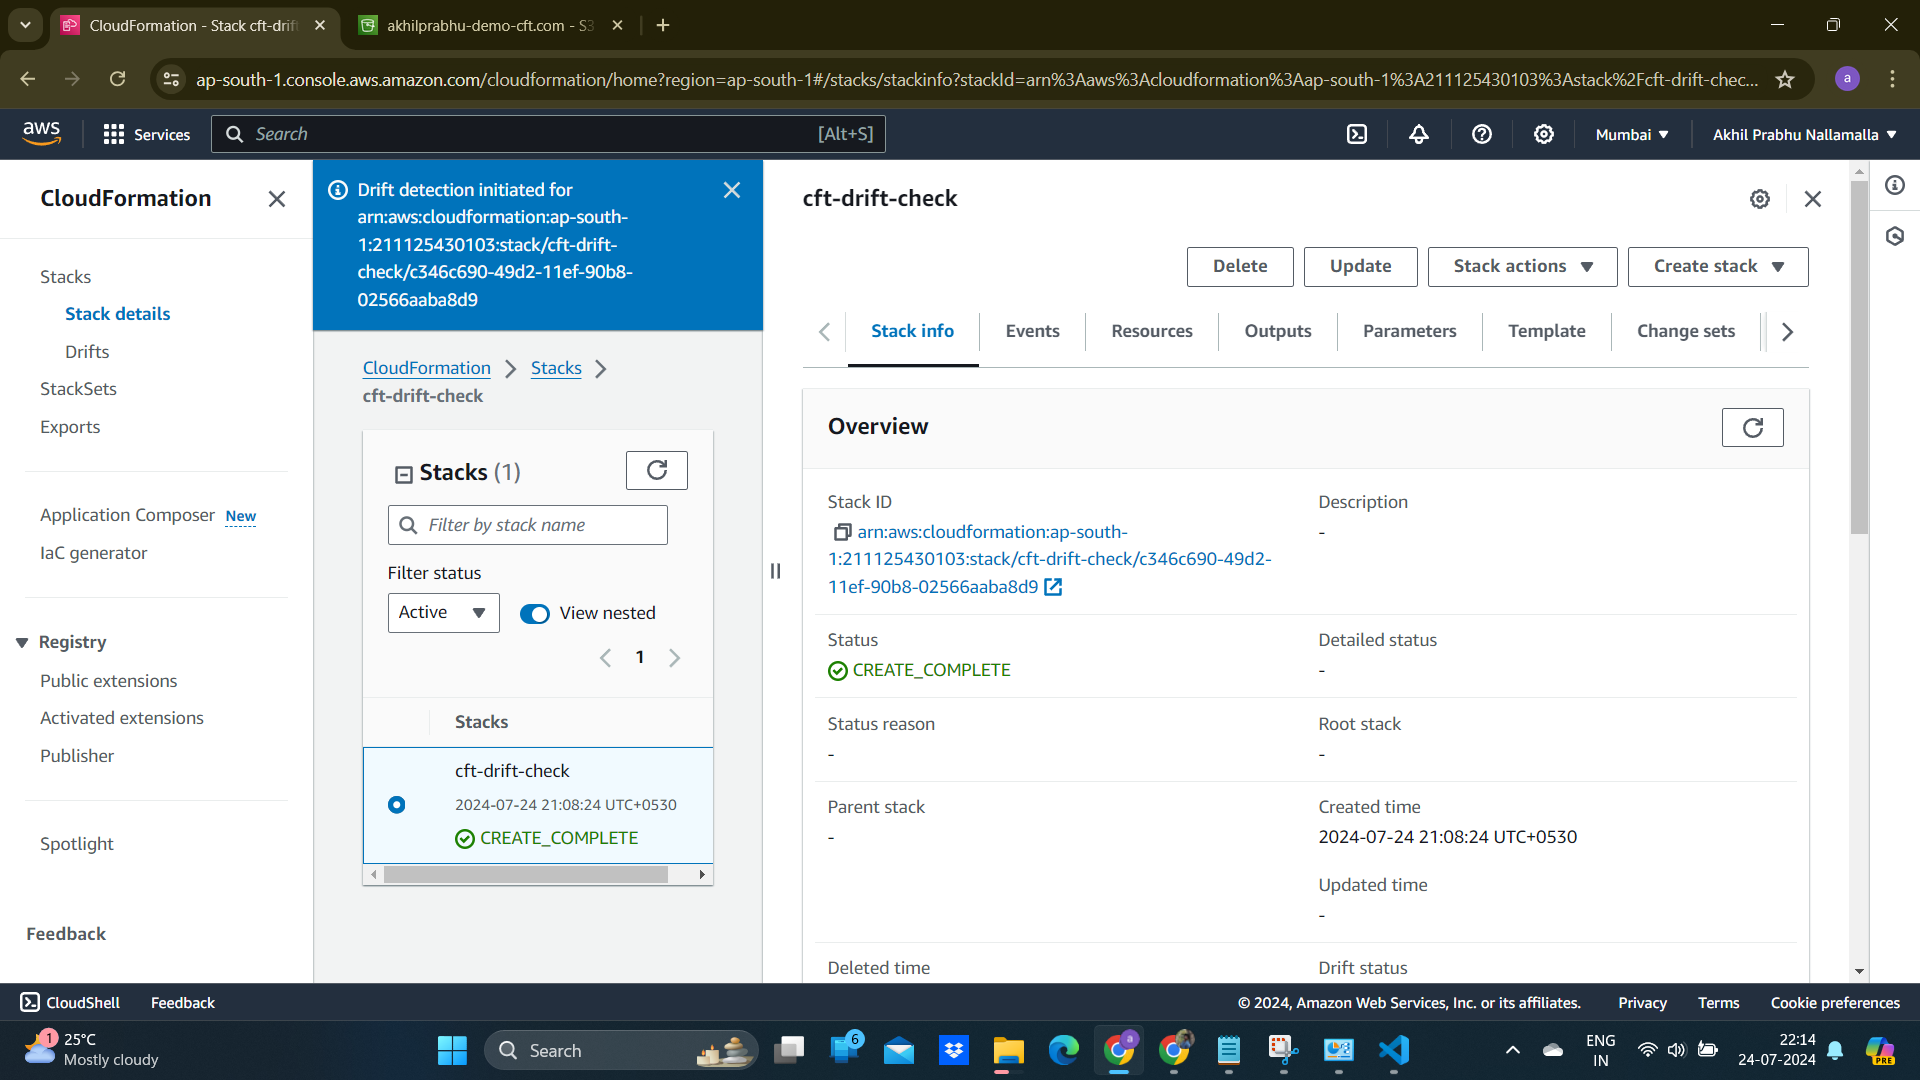 CloudFormation - Stack cft-drif
akhilprabhu-demo-cft.com - S3
ap-south-1.console.aws.amazon.com/cloudformation/home?region=ap-south-1#/stacks/stackinfo?stackId=arn%3Aaws%3Acloudformation%3Aap-south-1%3A211125430103%3Astack%2Fcft-drift-chec...
a
aws
Services
Search
[Alt+S]
Mumbai
Akhil Prabhu Nallamalla
CloudFormation
Stacks
Stack details
Drifts
StackSets
Exports
Application Composer New
IaC generator
Registry
Public extensions
Activated extensions
Publisher
Spotlight
Feedback
Drift detection initiated for
arn:aws:cloudformation:ap-south-
1:211125430103:stack/cft-drift-
check/c346c690-49d2-11ef-90b8-
02566aaba8d9
CloudFormation
Stacks
cft-drift-check
Stacks (1)
Filter by stack name
Filter status
Active
View nested
1
Stacks
cft-drift-check
2024-07-24 21:08:24 UTC+0530
CREATE_COMPLETE
cft-drift-check
Delete
Update
Stack actions
Create stack
Stack info
Events
Resources
Outputs
Parameters
Template
Change sets
Overview
Stack ID
arn:aws:cloudformation:ap-south-
1:211125430103:stack/cft-drift-check/c346c690-49d2-
11ef-90b8-02566aaba8d9
Description
-
Status
CREATE_COMPLETE
Detailed status
-
Status reason
-
Root stack
-
Parent stack
-
Created time
2024-07-24 21:08:24 UTC+0530
Updated time
-
Deleted time
Drift status
CloudShell
Feedback
© 2024, Amazon Web Services, Inc. or its affiliates.
Privacy
Terms
Cookie preferences
1
25°C
Mostly cloudy
Search
6
a
ENG
IN
22:14
24-07-2024
PRE